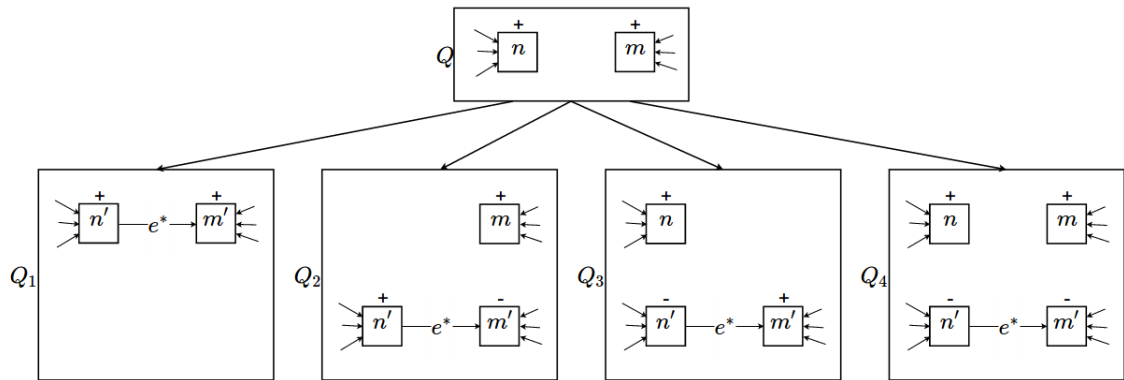 + +
Q n m
+ + + + + +
n′ e* m′ m n n m
Q₁ Q₂ Q₃ Q₄
+ - - + - -
n′ e* m′ n′ e* m′ n′ e* m′